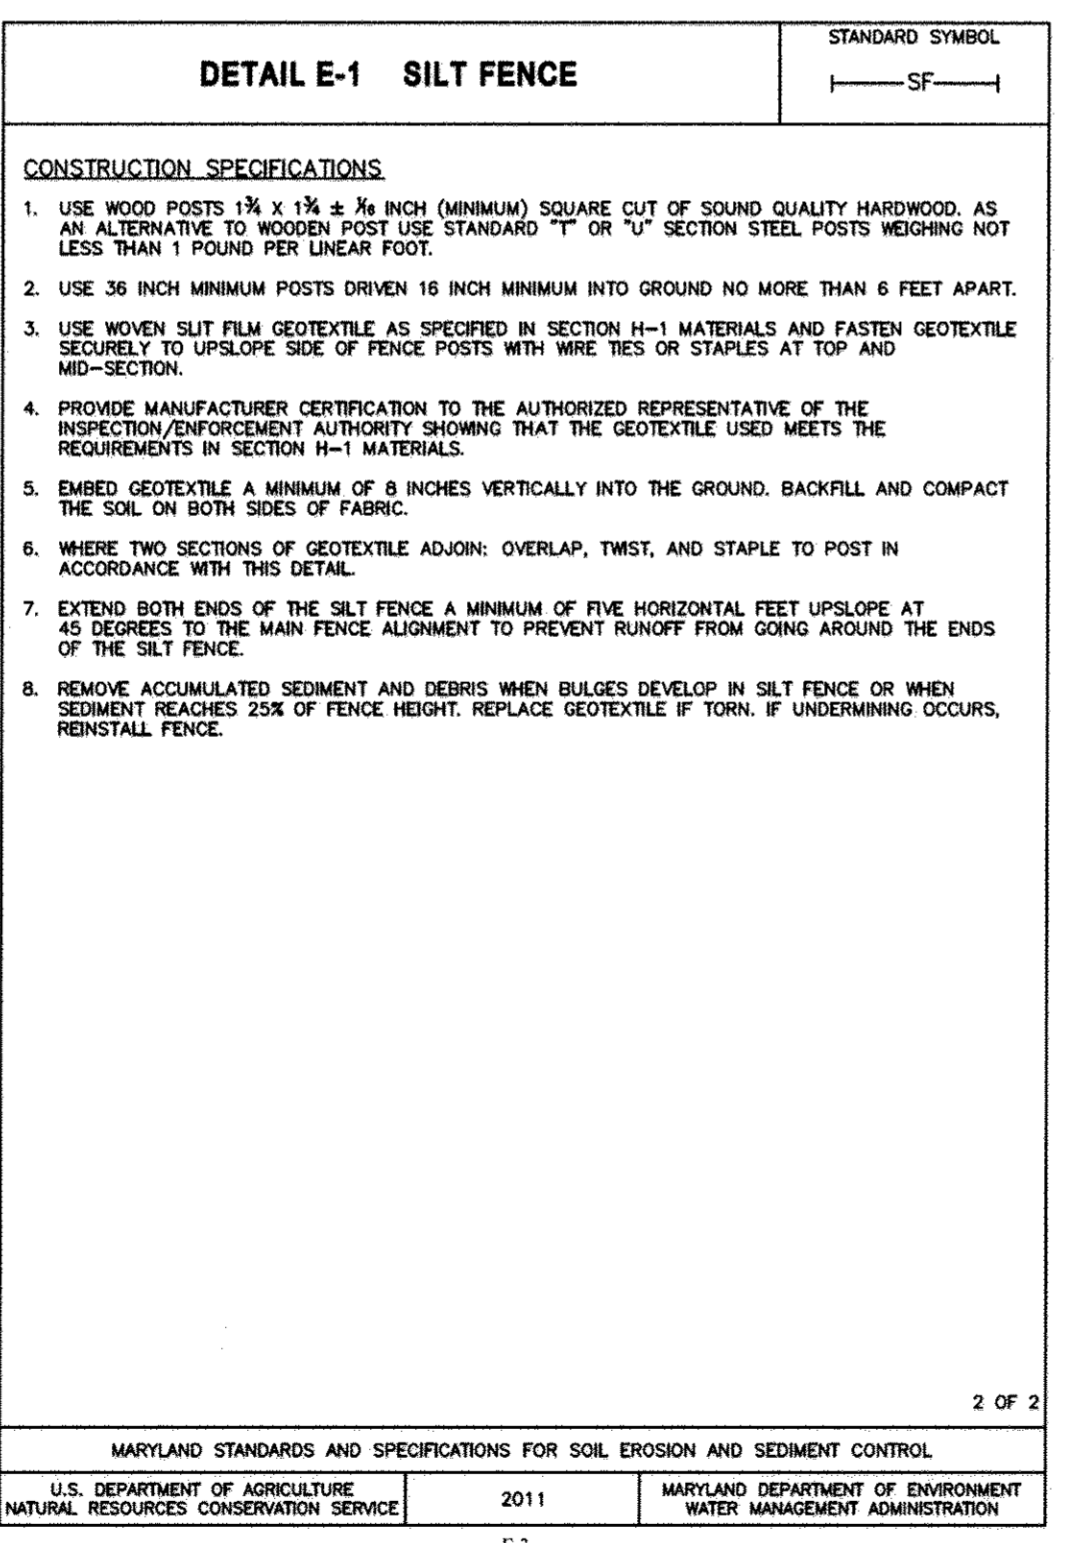 DETAIL E-1 SILT FENCE
STANDARD SYMBOL
SF
CONSTRUCTION SPECIFICATIONS
1. USE WOOD POSTS 1¾ X 1¾ ± 1/16 INCH (MINIMUM) SQUARE CUT OF SOUND QUALITY HARDWOOD. AS
AN ALTERNATIVE TO WOODEN POST USE STANDARD "T" OR "U" SECTION STEEL POSTS WEIGHING NOT
LESS THAN 1 POUND PER LINEAR FOOT.
2. USE 36 INCH MINIMUM POSTS DRIVEN 16 INCH MINIMUM INTO GROUND NO MORE THAN 6 FEET APART.
3. USE WOVEN SLIT FILM GEOTEXTILE AS SPECIFIED IN SECTION H-1 MATERIALS AND FASTEN GEOTEXTILE
SECURELY TO UPSLOPE SIDE OF FENCE POSTS WITH WIRE TIES OR STAPLES AT TOP AND
MID-SECTION.
4. PROVIDE MANUFACTURER CERTIFICATION TO THE AUTHORIZED REPRESENTATIVE OF THE
INSPECTION/ENFORCEMENT AUTHORITY SHOWING THAT THE GEOTEXTILE USED MEETS THE
REQUIREMENTS IN SECTION H-1 MATERIALS.
5. EMBED GEOTEXTILE A MINIMUM OF 8 INCHES VERTICALLY INTO THE GROUND. BACKFILL AND COMPACT
THE SOIL ON BOTH SIDES OF FABRIC.
6. WHERE TWO SECTIONS OF GEOTEXTILE ADJOIN: OVERLAP, TWIST, AND STAPLE TO POST IN
ACCORDANCE WITH THIS DETAIL.
7. EXTEND BOTH ENDS OF THE SILT FENCE A MINIMUM OF FIVE HORIZONTAL FEET UPSLOPE AT
45 DEGREES TO THE MAIN FENCE ALIGNMENT TO PREVENT RUNOFF FROM GOING AROUND THE ENDS
OF THE SILT FENCE.
8. REMOVE ACCUMULATED SEDIMENT AND DEBRIS WHEN BULGES DEVELOP IN SILT FENCE OR WHEN
SEDIMENT REACHES 25% OF FENCE HEIGHT. REPLACE GEOTEXTILE IF TORN. IF UNDERMINING OCCURS,
REINSTALL FENCE.
2 OF 2
MARYLAND STANDARDS AND SPECIFICATIONS FOR SOIL EROSION AND SEDIMENT CONTROL
U.S. DEPARTMENT OF AGRICULTURE
NATURAL RESOURCES CONSERVATION SERVICE
2011
MARYLAND DEPARTMENT OF ENVIRONMENT
WATER MANAGEMENT ADMINISTRATION